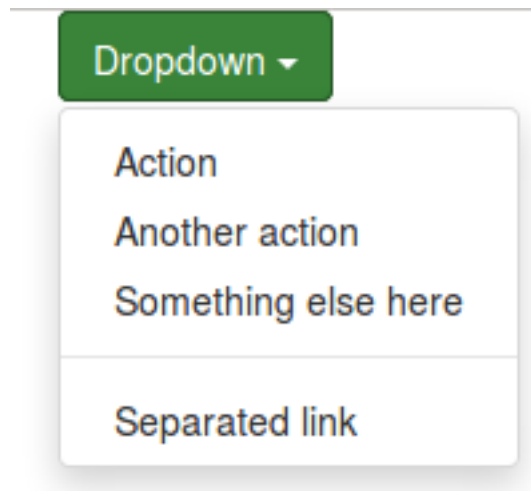 Dropdown
Action
Another action
Something else here
Separated link